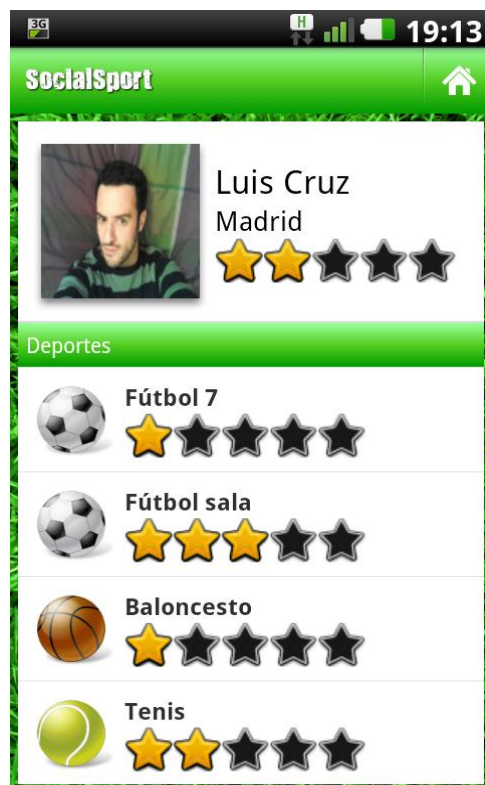 3G
H
19:13
SocialSport
Luis Cruz
Madrid
Deportes
Fútbol 7
Fútbol sala
Baloncesto
Tenis